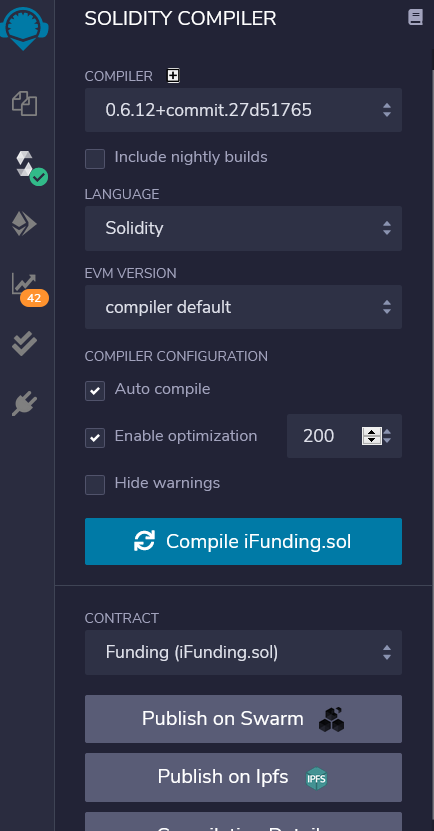 SOLIDITY COMPILER
COMPILER
0.6.12+commit.27d51765
Include nightly builds
LANGUAGE
Solidity
EVM VERSION
42
compiler default
COMPILER CONFIGURATION
Auto compile
Enable optimization 200
Hide warnings
Compile iFunding.sol
CONTRACT
Funding (iFunding.sol)
Publish on Swarm
Publish on Ipfs IPFS